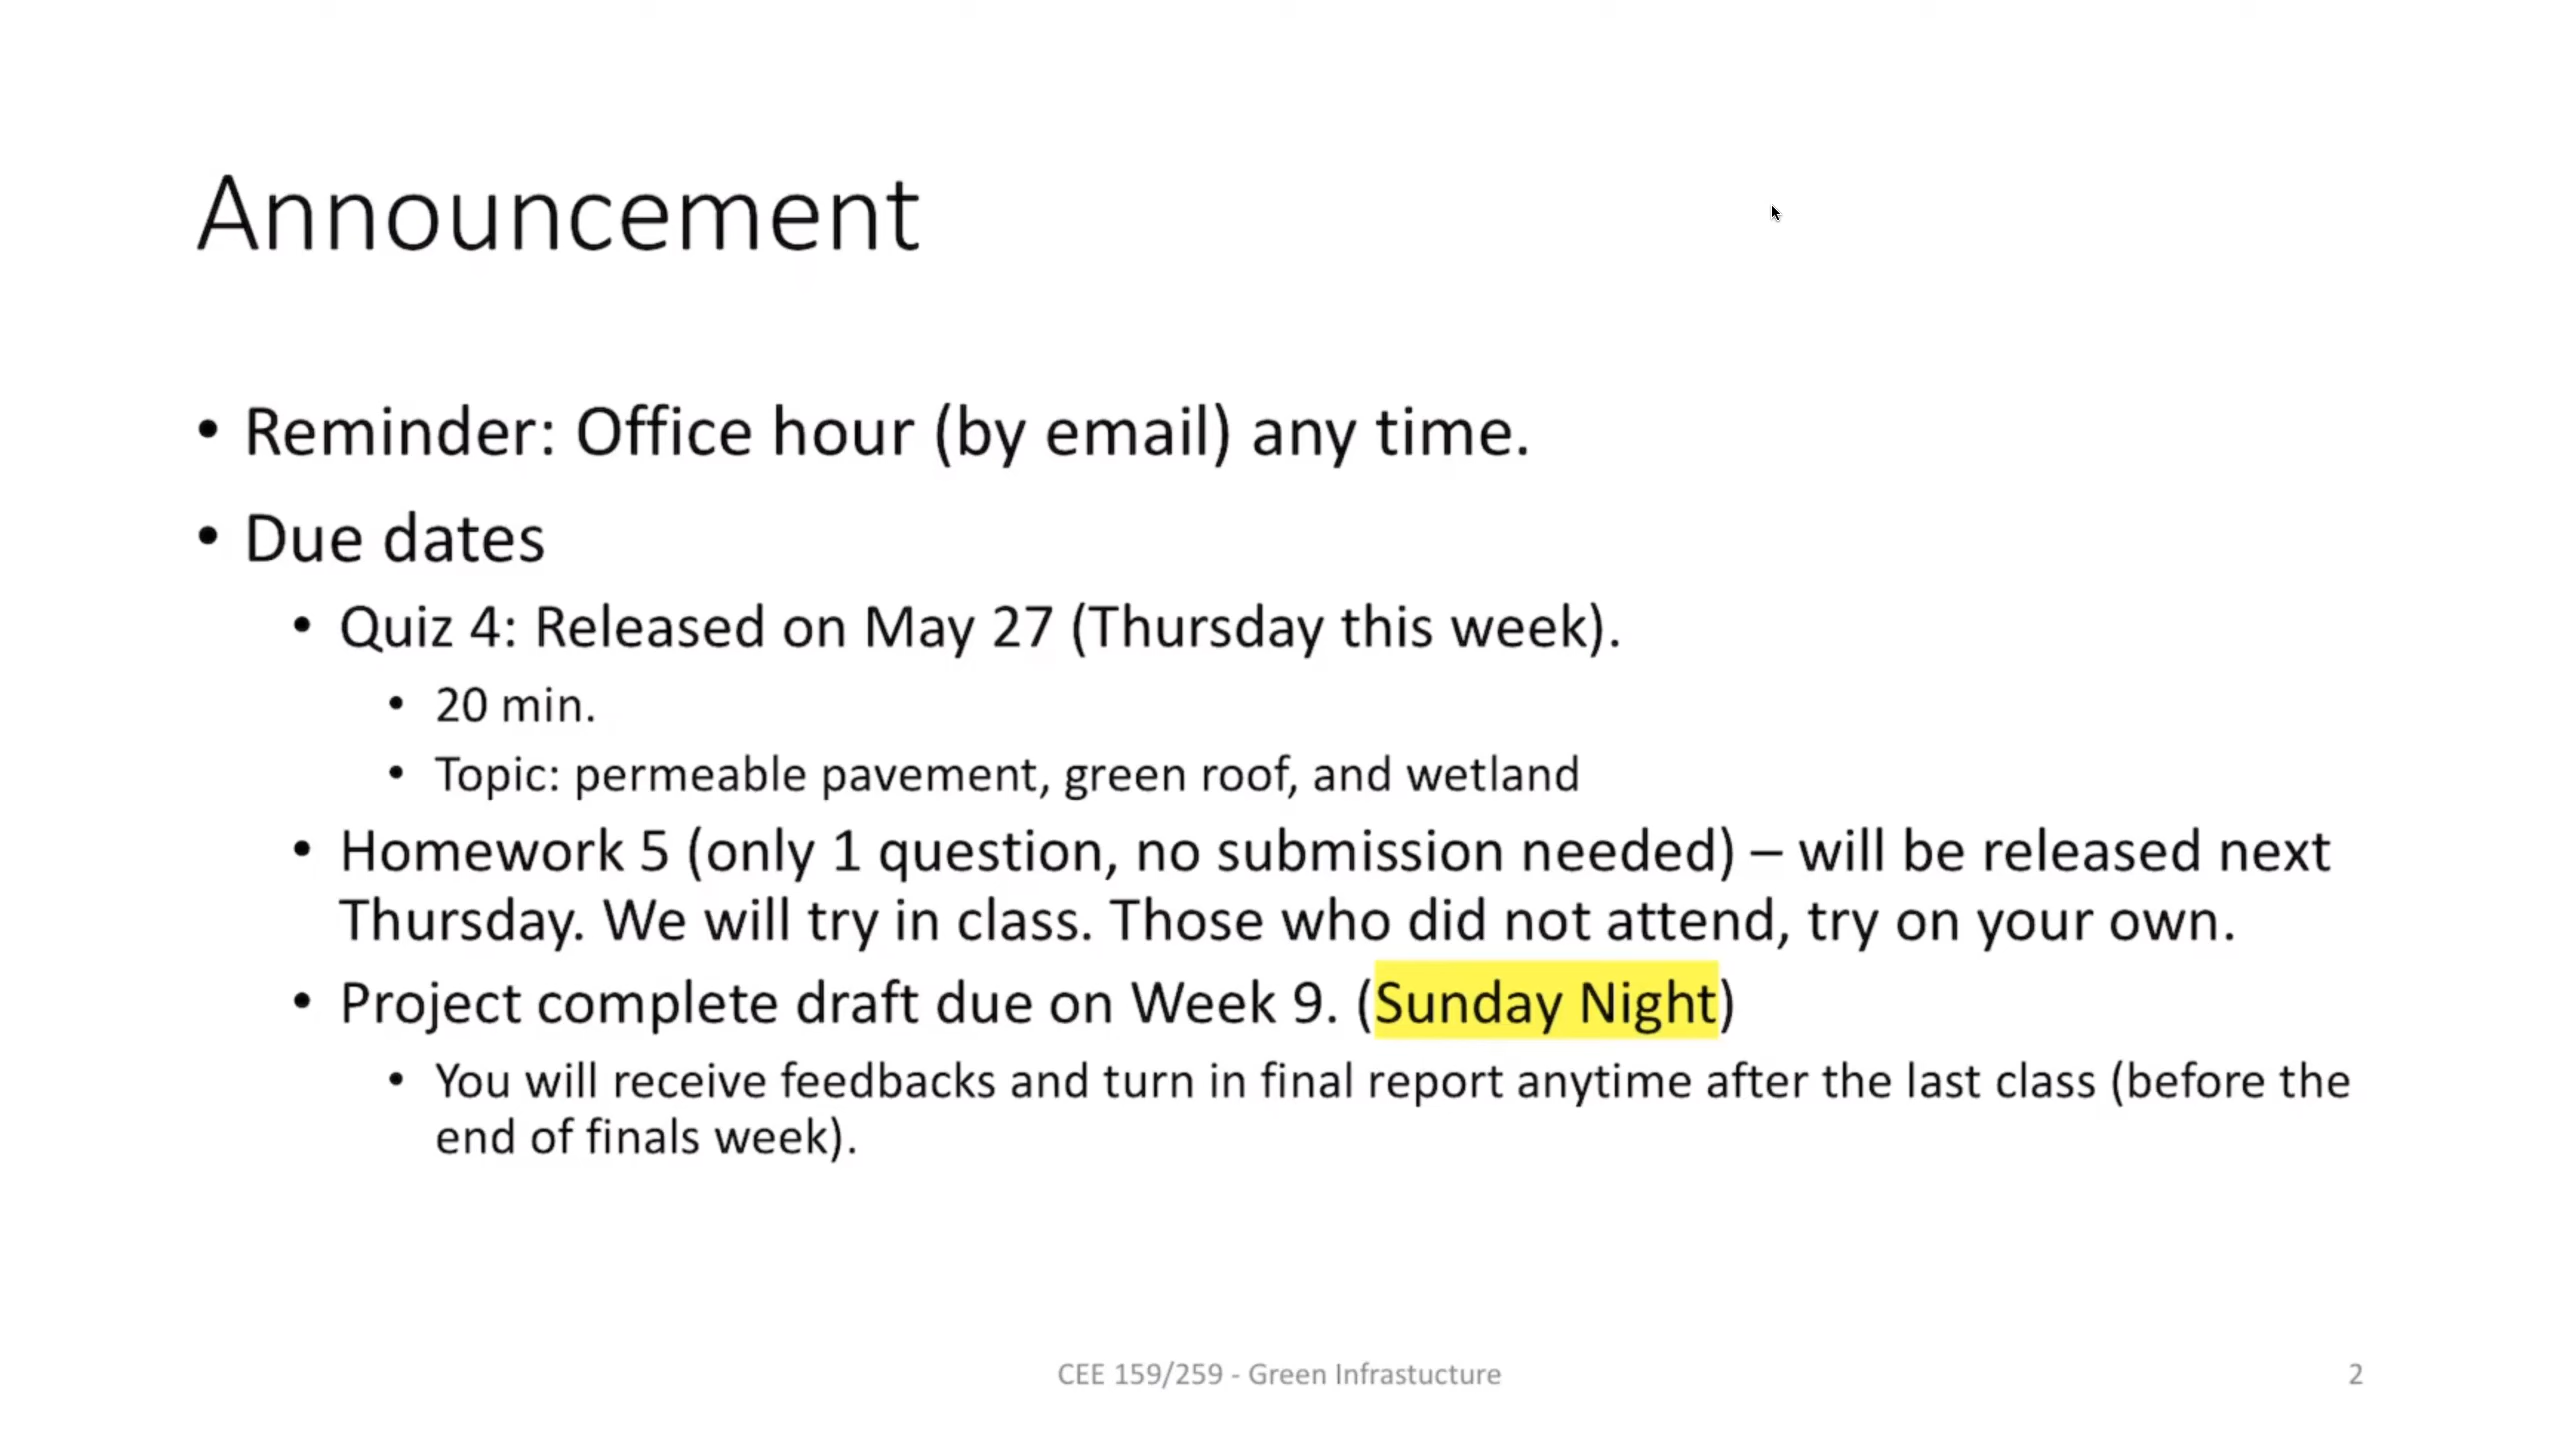 Announcement
• Reminder: Office hour (by email) any time.
• Due dates
• Quiz 4: Released on May 27 (Thursday this week).
• 20 min.
• Topic: permeable pavement, green roof, and wetland
• Homework 5 (only 1 question, no submission needed) – will be released next
Thursday. We will try in class. Those who did not attend, try on your own.
• Project complete draft due on Week 9. (Sunday Night)
• You will receive feedbacks and turn in final report anytime after the last class (before the
end of finals week).
CEE 159/259 - Green Infrastucture
2